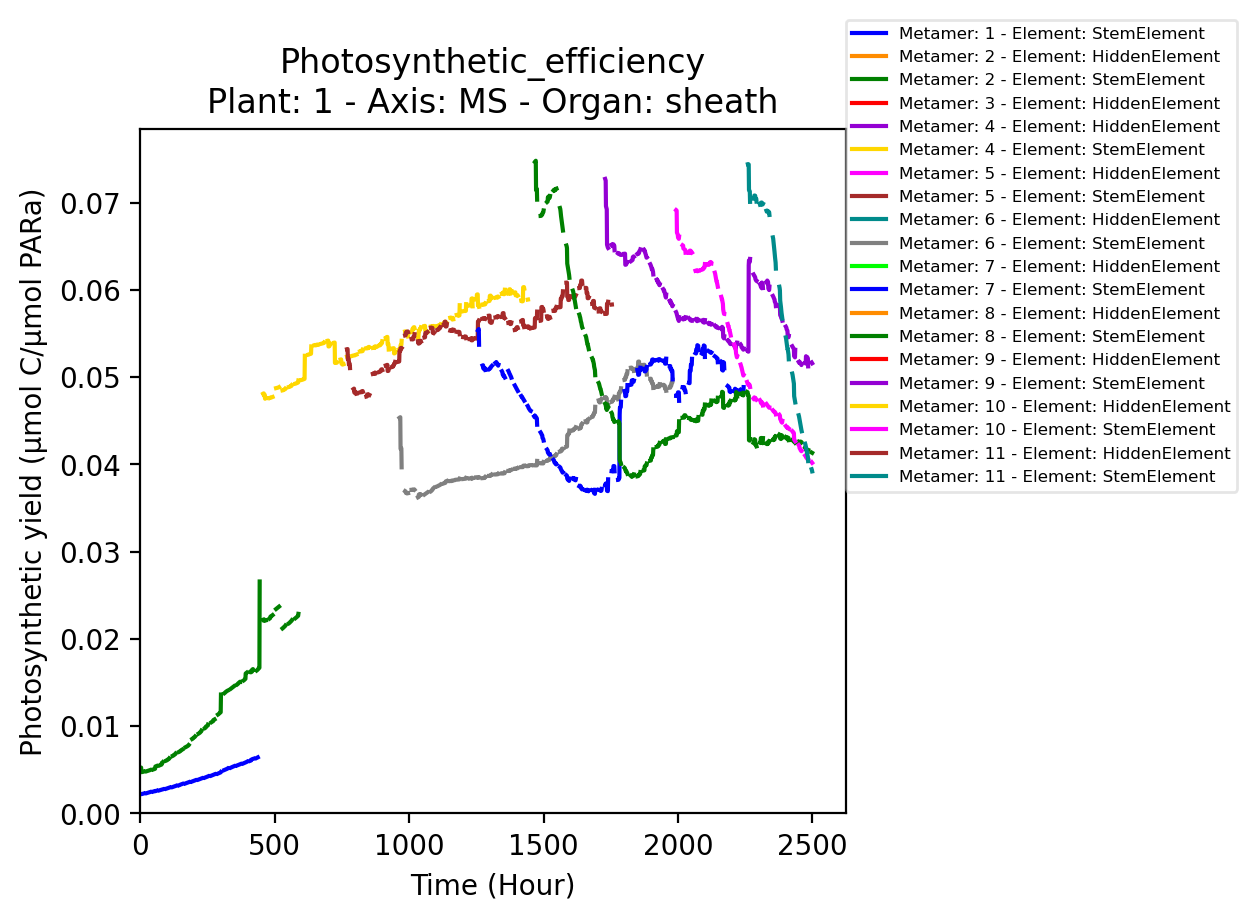 Photosynthetic_efficiency
Plant: 1 - Axis: MS - Organ: sheath
Metamer: 1 - Element: StemElement
Metamer: 2 - Element: HiddenElement
Metamer: 2 - Element: StemElement
Metamer: 3 - Element: HiddenElement
Metamer: 4 - Element: HiddenElement
Metamer: 4 - Element: StemElement
Metamer: 5 - Element: HiddenElement
Metamer: 5 - Element: StemElement
Metamer: 6 - Element: HiddenElement
Metamer: 6 - Element: StemElement
Metamer: 7 - Element: HiddenElement
Metamer: 7 - Element: StemElement
Metamer: 8 - Element: HiddenElement
Metamer: 8 - Element: StemElement
Metamer: 9 - Element: HiddenElement
Metamer: 9 - Element: StemElement
Metamer: 10 - Element: HiddenElement
Metamer: 10 - Element: StemElement
Metamer: 11 - Element: HiddenElement
Metamer: 11 - Element: StemElement
Photosynthetic yield (μmol C/μmol PARa)
0.07
0.06
0.05
0.04
0.03
0.02
0.01
0.00
0
500
1000
1500
2000
2500
Time (Hour)